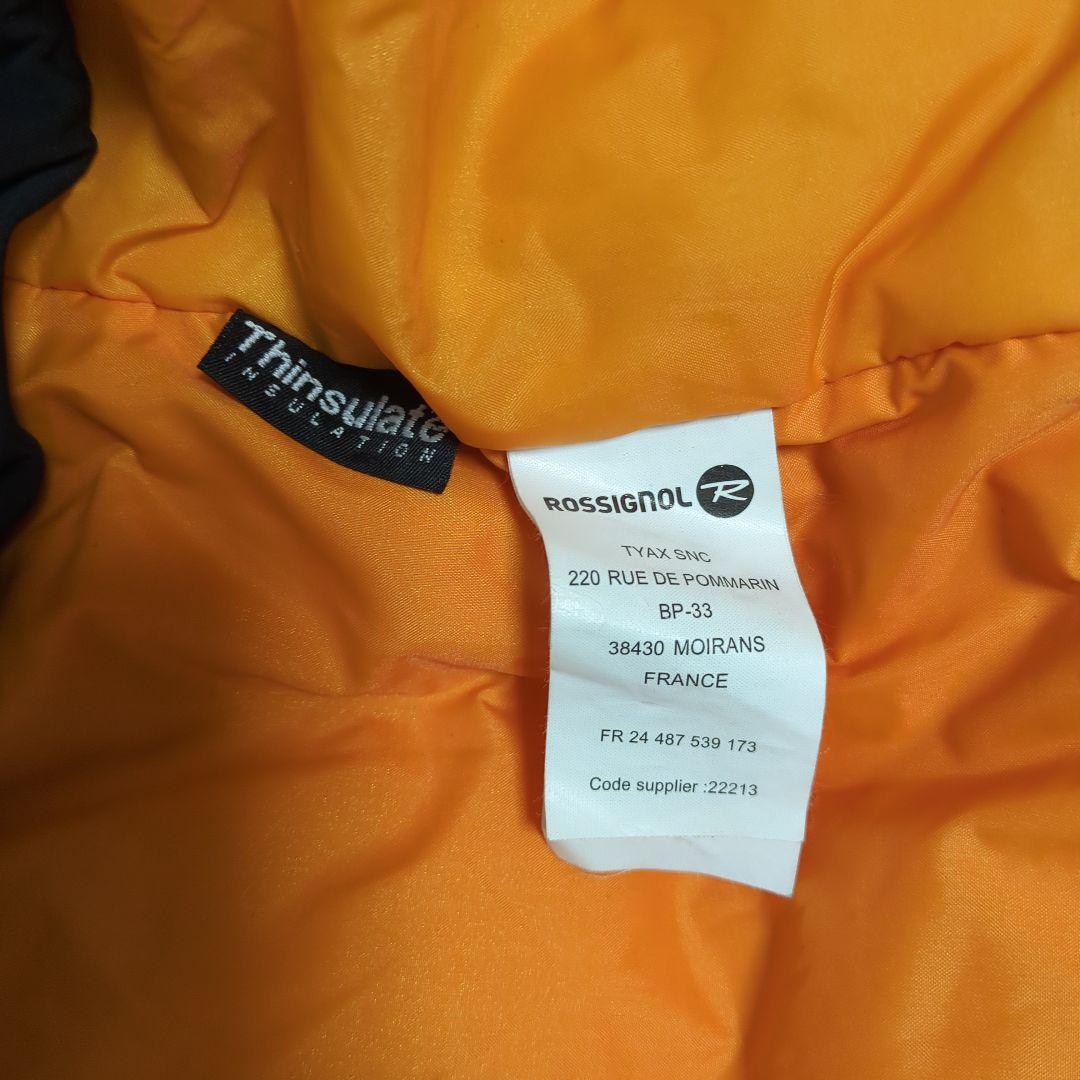 Thinsulate
INSULATION
ROSSIGNOL R
TYAX SNC
220 RUE DE POMMARIN
BP-33
38430 MOIRANS
FRANCE
FR 24 487 539 173
Code supplier :22213